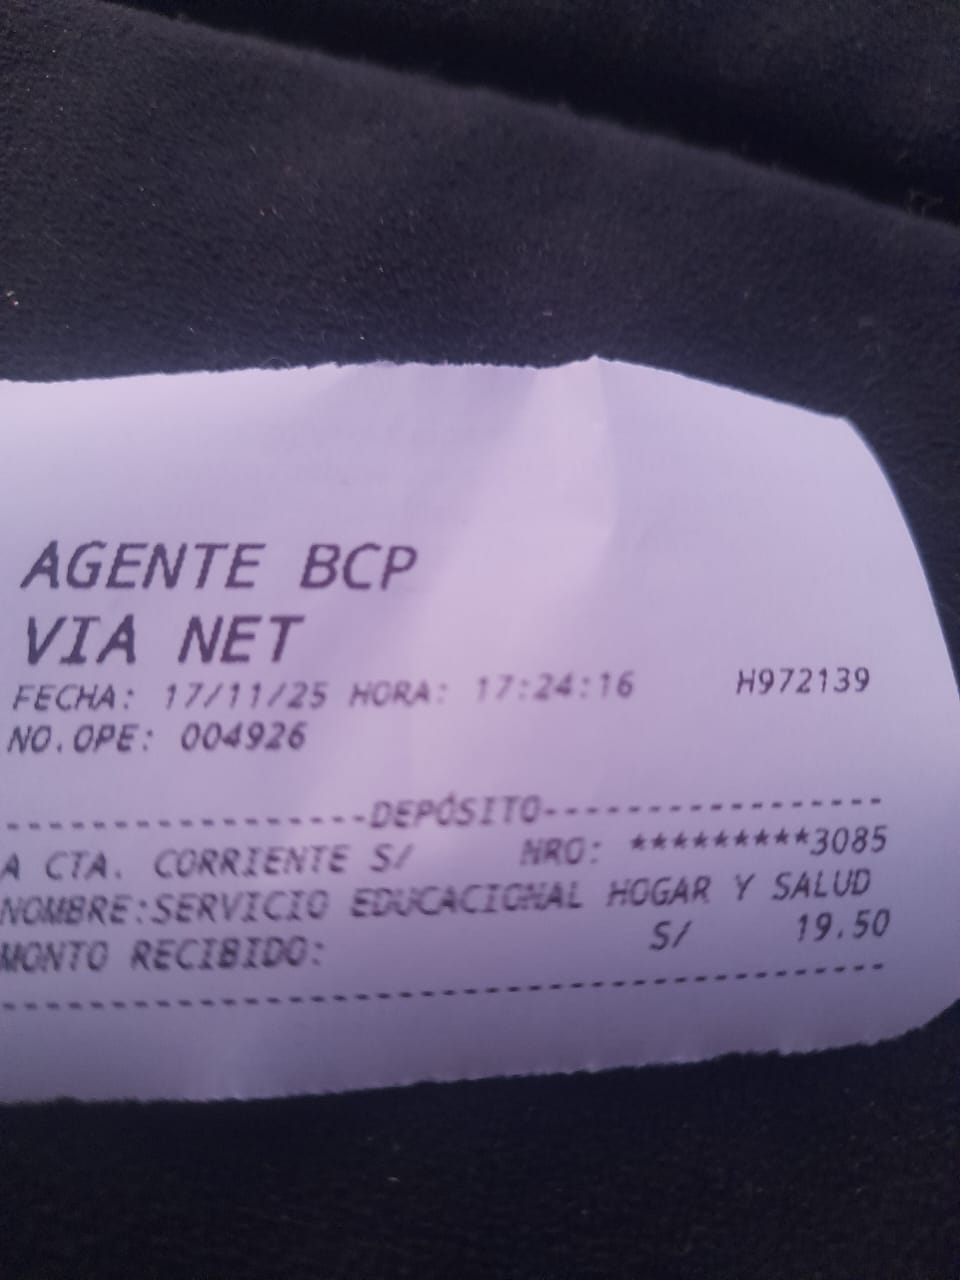 AGENTE BCP
VIA NET
FECHA: 17/11/25 HORA: 17:24:16 H972139
NO.OPE: 004926
------------------DEPÓSITO-----------------
A CTA. CORRIENTE S/ NRO: *********3085
NOMBRE:SERVICIO EDUCACIONAL HOGAR Y SALUD
MONTO RECIBIDO: S/ 19.50
-------------------------------------------